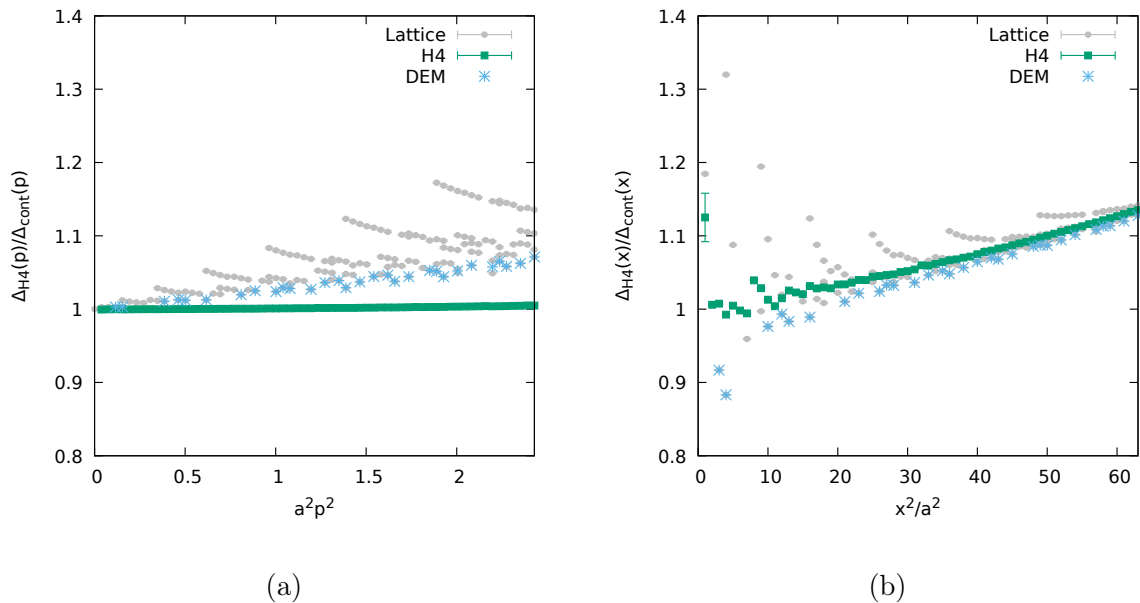 1.4
1.3
1.2
1.1
1
0.9
0.8
0
0.5
1
1.5
2
Δ_H4(p)/Δ_cont(p)
a²p²
Lattice
H4
DEM
(a)
1.4
1.3
1.2
1.1
1
0.9
0.8
0
10
20
30
40
50
60
Δ_H4(x)/Δ_cont(x)
x²/a²
Lattice
H4
DEM
(b)